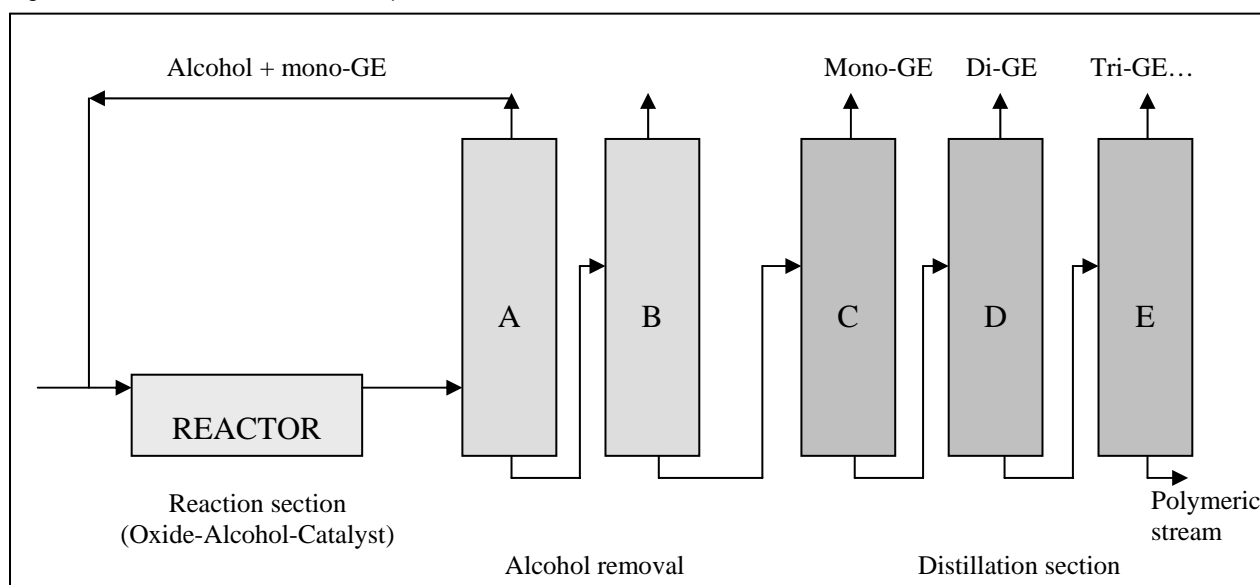 Alcohol + mono-GE
Mono-GE
Di-GE
Tri-GE…
A
B
C
D
E
REACTOR
Reaction section
(Oxide-Alcohol-Catalyst)
Polymeric
stream
Alcohol removal
Distillation section